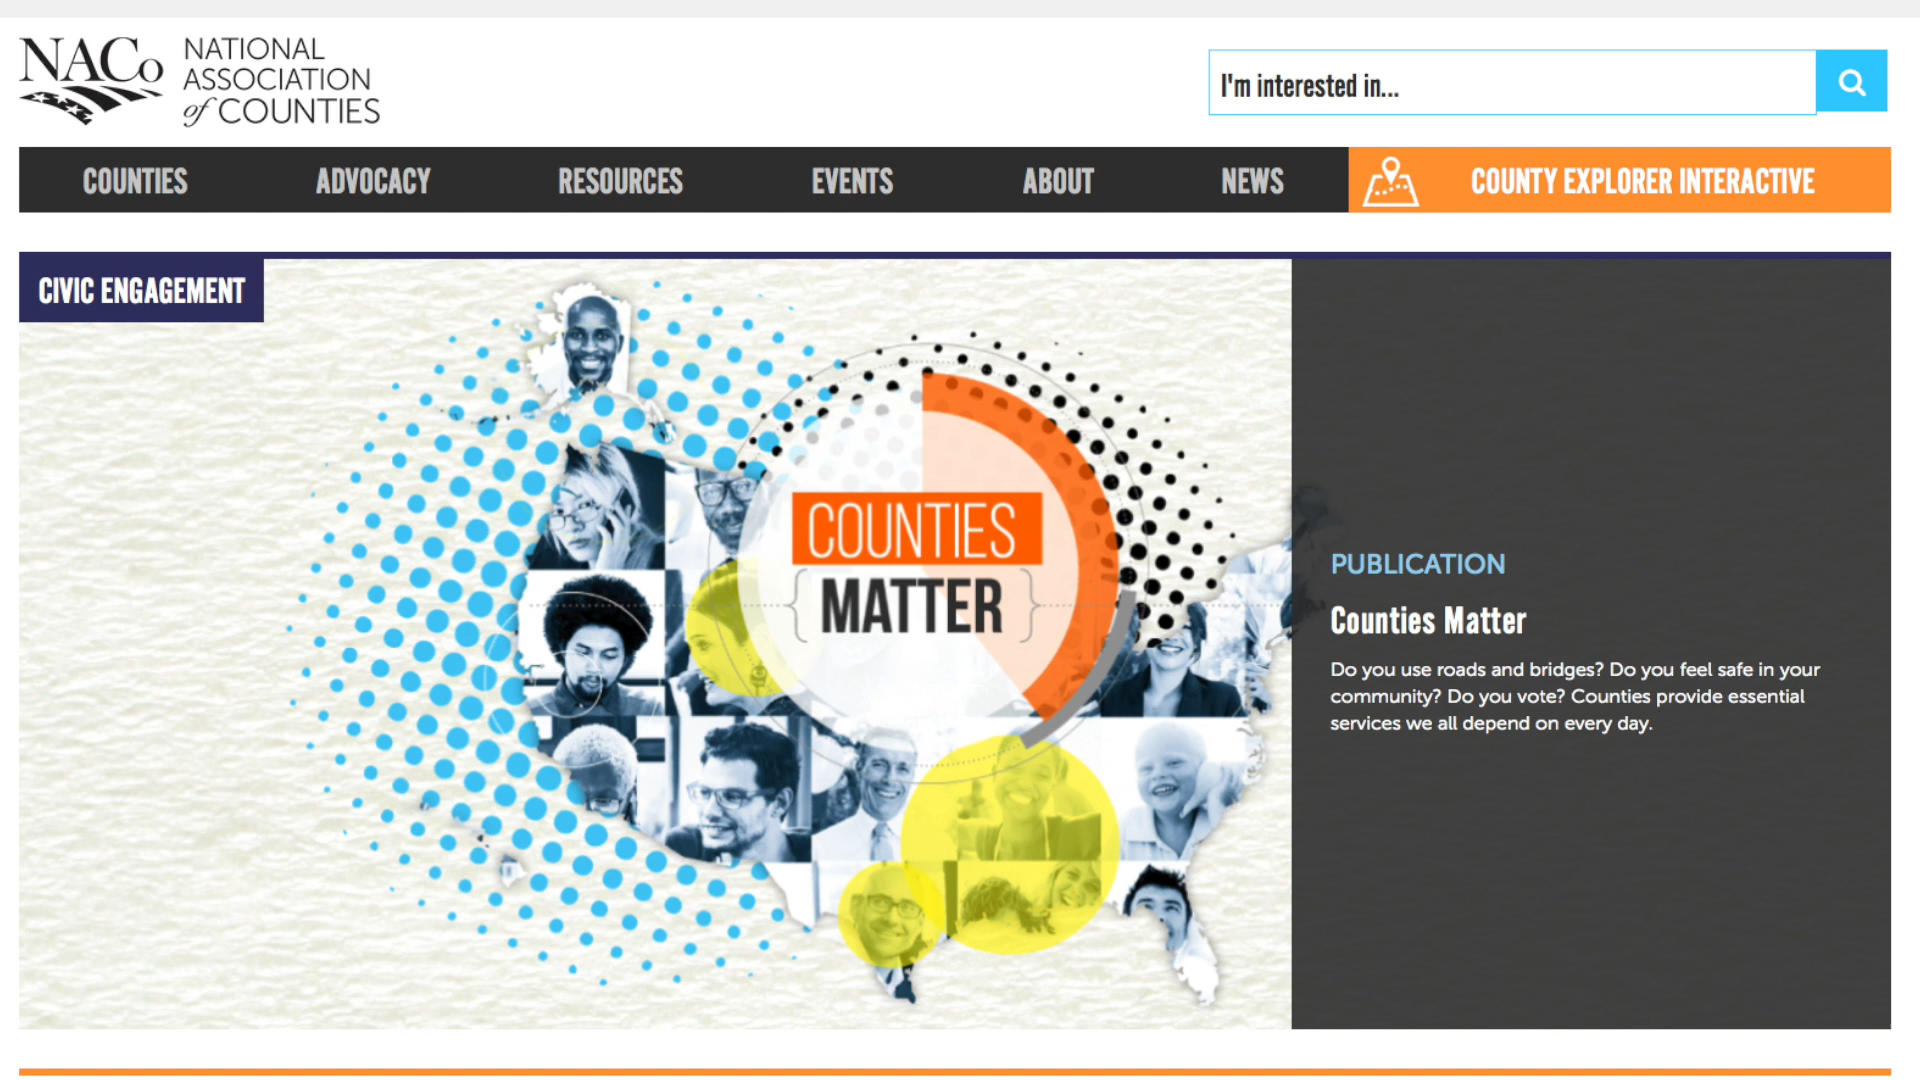 NACo
NATIONAL
ASSOCIATION
of COUNTIES
I'm interested in...
COUNTIES
ADVOCACY
RESOURCES
EVENTS
ABOUT
NEWS
COUNTY EXPLORER INTERACTIVE
CIVIC ENGAGEMENT
COUNTIES
{ MATTER }
PUBLICATION
Counties Matter
Do you use roads and bridges? Do you feel safe in your
community? Do you vote? Counties provide essential
services we all depend on every day.